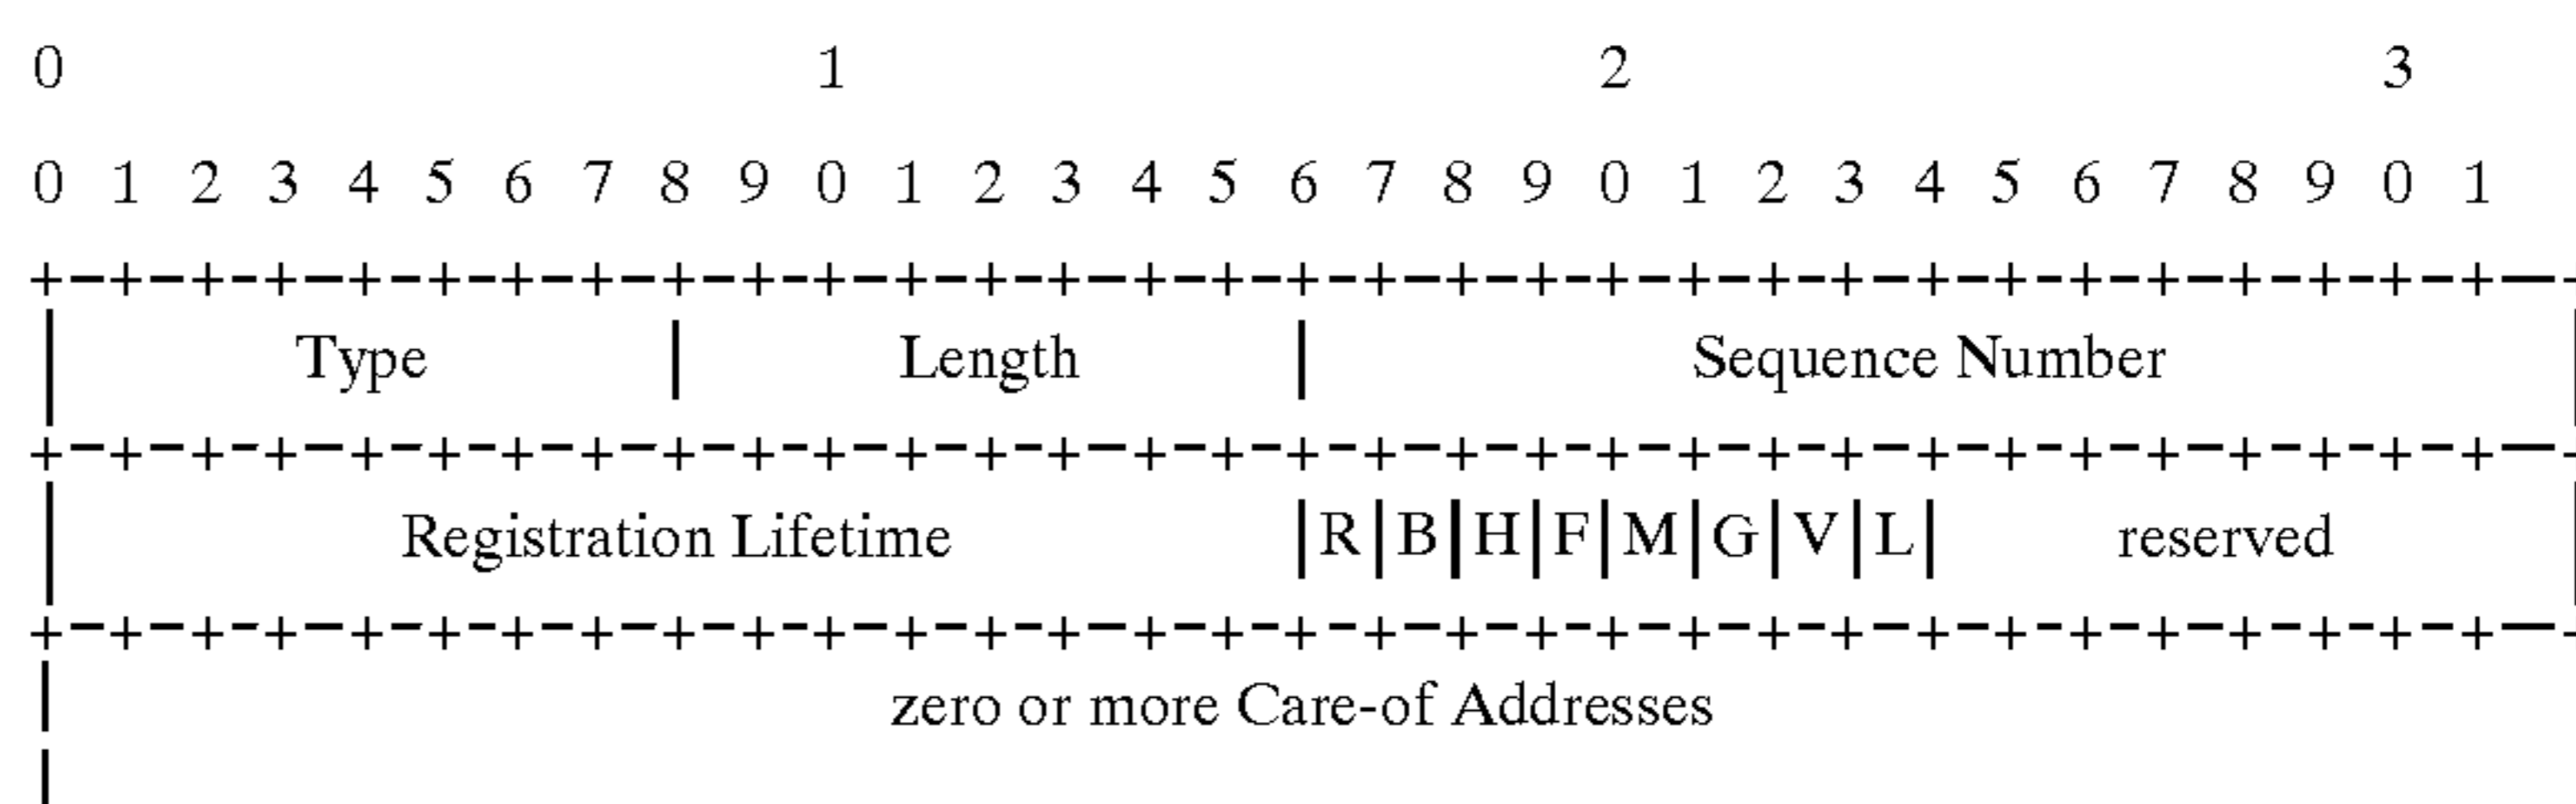 0 1 2 3
0 1 2 3 4 5 6 7 8 9 0 1 2 3 4 5 6 7 8 9 0 1 2 3 4 5 6 7 8 9 0 1
+-+-+-+-+-+-+-+-+-+-+-+-+-+-+-+-+-+-+-+-+-+-+-+-+-+-+-+-+-+-+-+-+
| Type | Length | Sequence Number |
+-+-+-+-+-+-+-+-+-+-+-+-+-+-+-+-+-+-+-+-+-+-+-+-+-+-+-+-+-+-+-+-+
| Registration Lifetime |R|B|H|F|M|G|V|L| reserved |
+-+-+-+-+-+-+-+-+-+-+-+-+-+-+-+-+-+-+-+-+-+-+-+-+-+-+-+-+-+-+-+-+
| zero or more Care-of Addresses
|